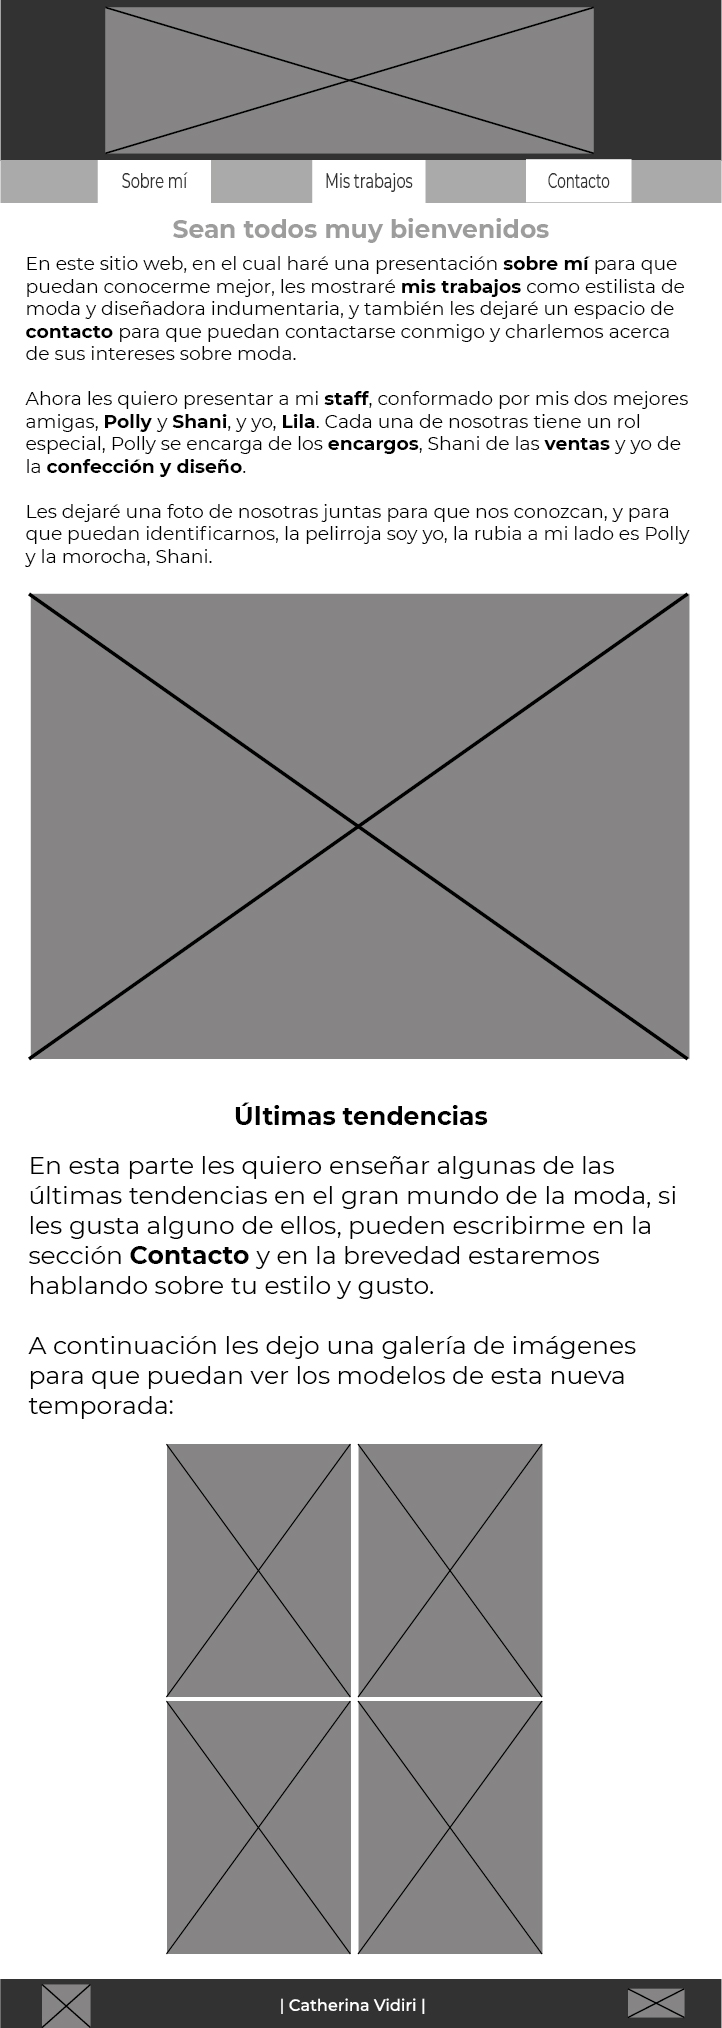 Sobre mí
Mis trabajos
Contacto
Sean todos muy bienvenidos
En este sitio web, en el cual haré una presentación sobre mí para que
puedan conocerme mejor, les mostraré mis trabajos como estilista de
moda y diseñadora indumentaria, y también les dejaré un espacio de
contacto para que puedan contactarse conmigo y charlemos acerca
de sus intereses sobre moda.
Ahora les quiero presentar a mi staff, conformado por mis dos mejores
amigas, Polly y Shani, y yo, Lila. Cada una de nosotras tiene un rol
especial, Polly se encarga de los encargos, Shani de las ventas y yo de
la confección y diseño.
Les dejaré una foto de nosotras juntas para que nos conozcan, y para
que puedan identificarnos, la pelirroja soy yo, la rubia a mi lado es Polly
y la morocha, Shani.
Últimas tendencias
En esta parte les quiero enseñar algunas de las
últimas tendencias en el gran mundo de la moda, si
les gusta alguno de ellos, pueden escribirme en la
sección Contacto y en la brevedad estaremos
hablando sobre tu estilo y gusto.
A continuación les dejo una galería de imágenes
para que puedan ver los modelos de esta nueva
temporada:
| Catherina Vidiri |